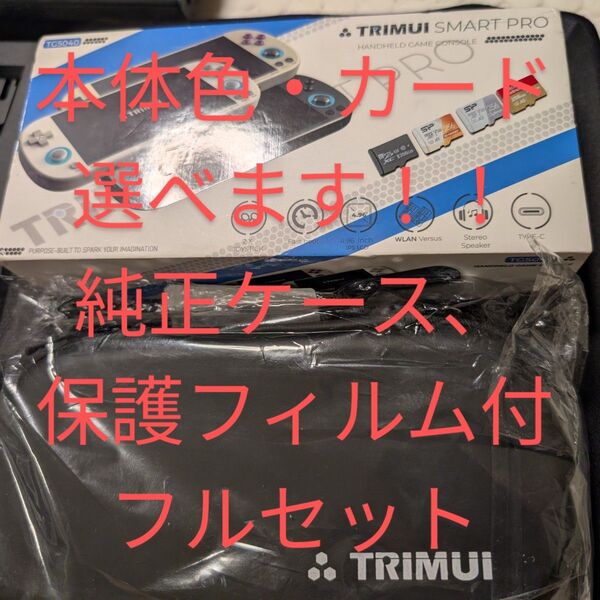 TG5040
TRIMUI SMART PRO
HANDHELD GAME CONSOLE
本体色・カード
選べます！！
WLAN Versus
Stereo
Speaker
TYPE-C
PURPOSE-BUILT TO SPARK YOUR IMAGINATION
純正ケース、
保護フィルム付
フルセット
TRIMUI